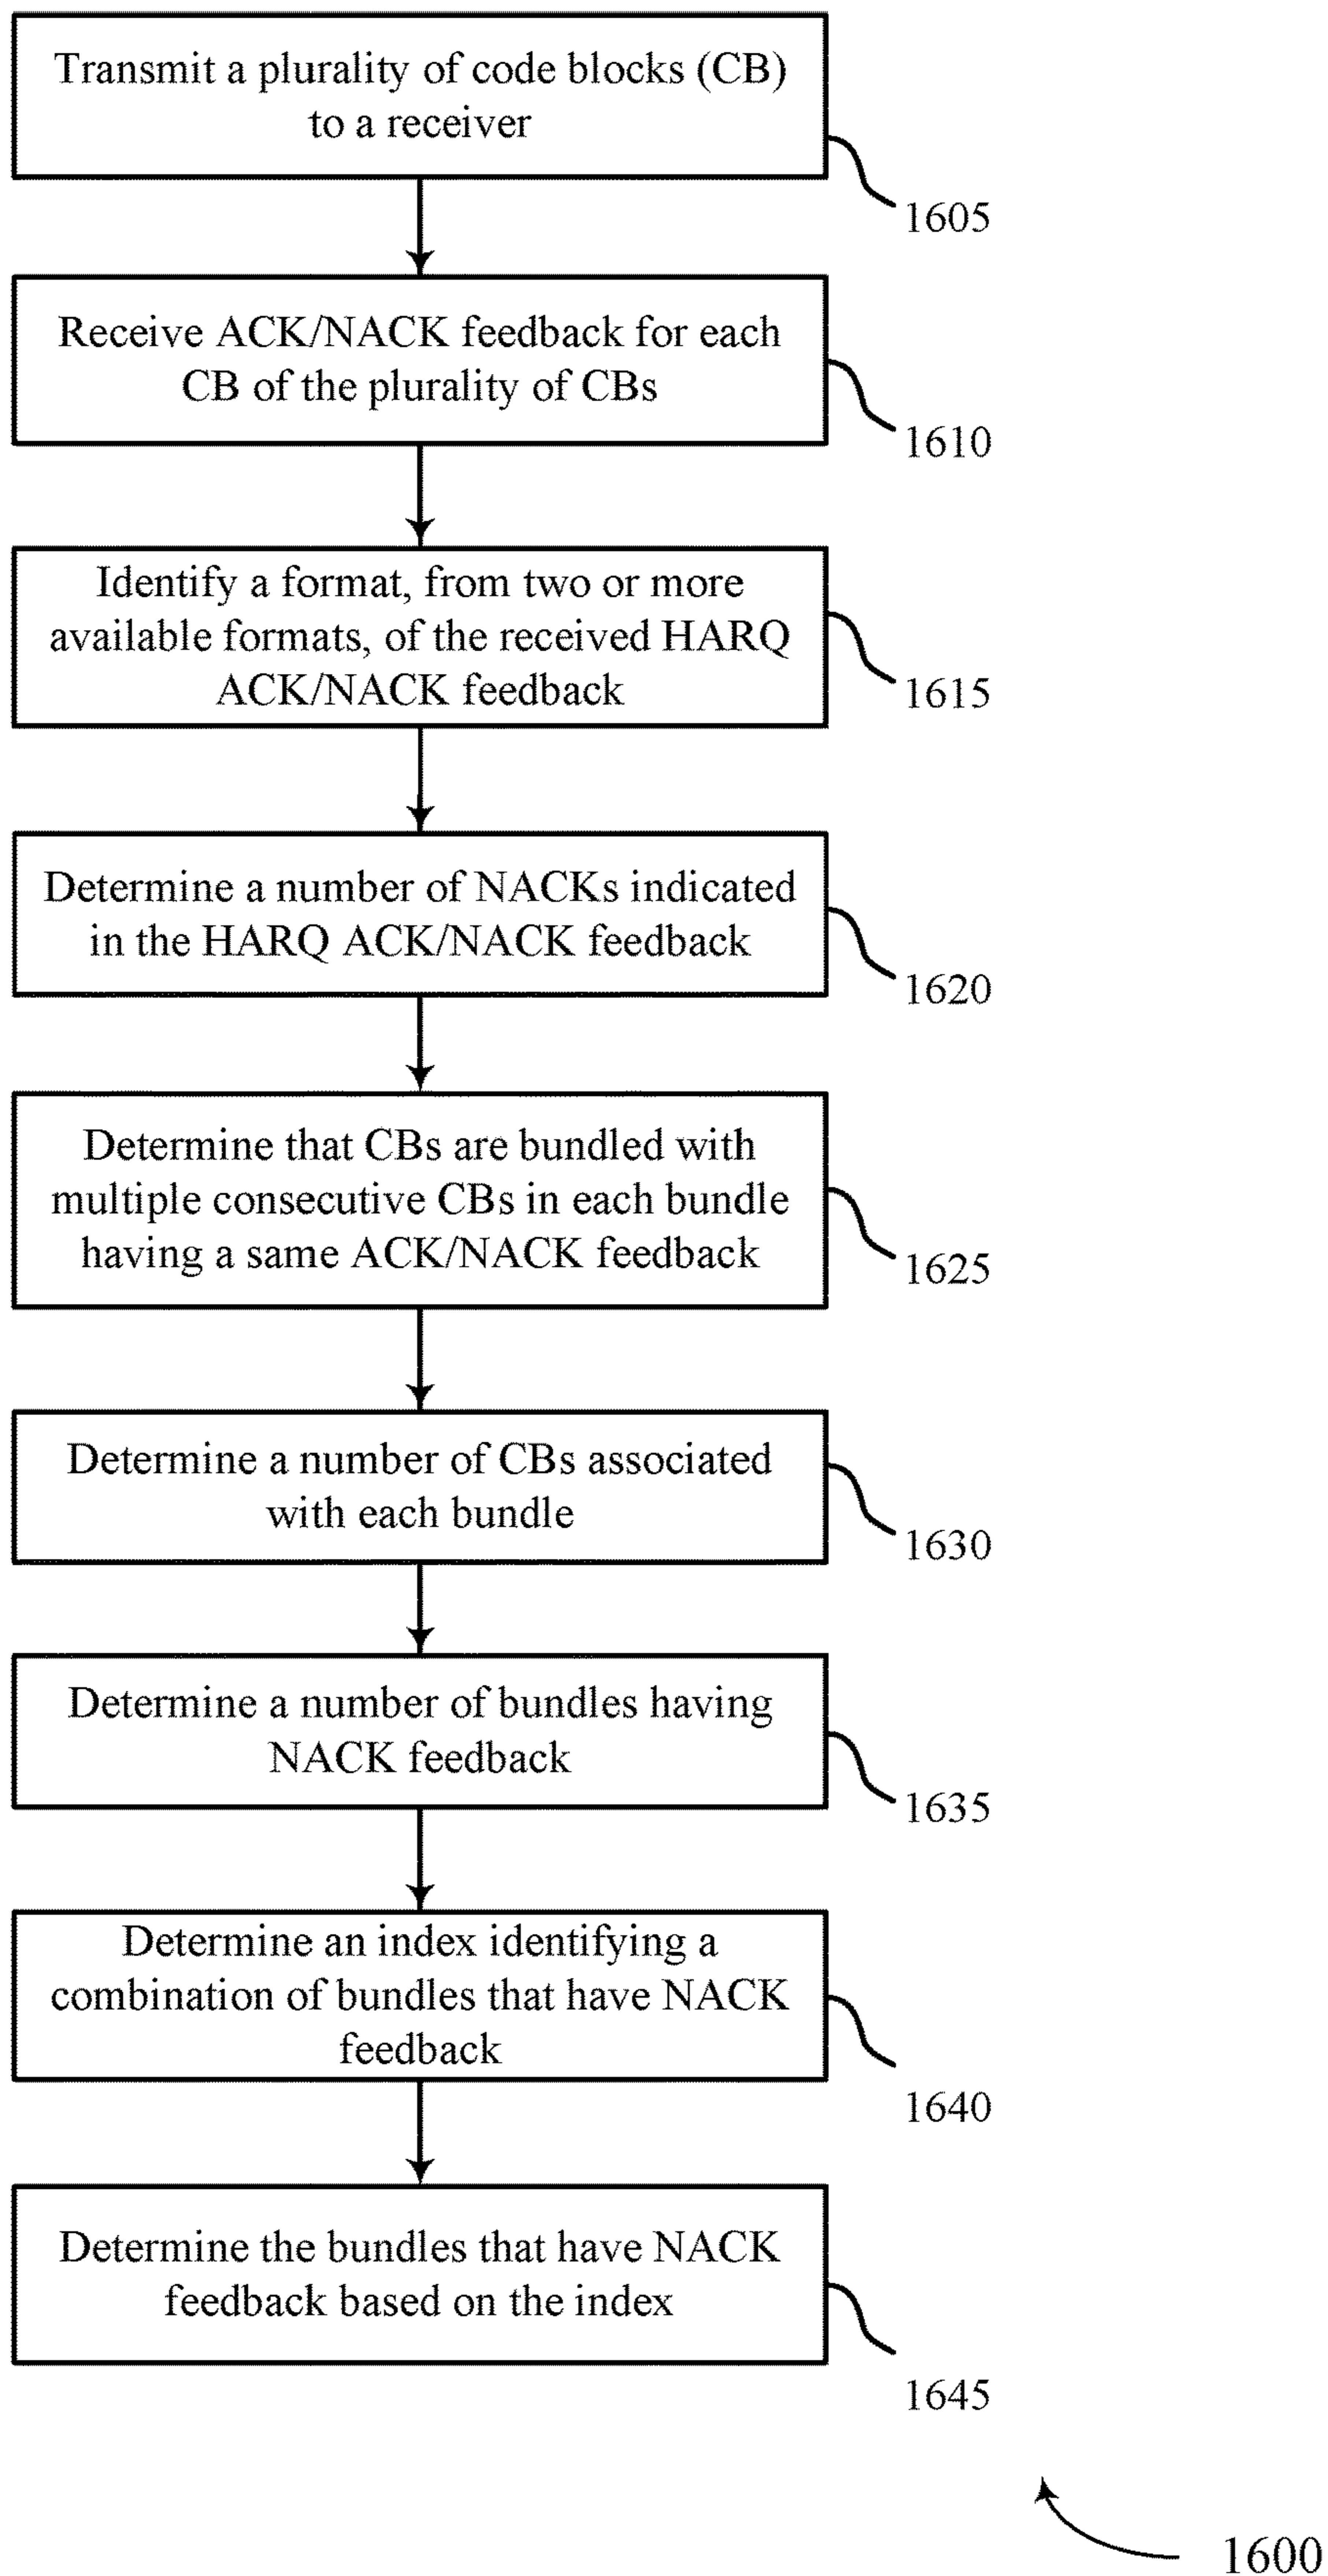 Transmit a plurality of code blocks (CB)
to a receiver
1605
Receive ACK/NACK feedback for each
CB of the plurality of CBs
1610
Identify a format, from two or more
available formats, of the received HARQ
ACK/NACK feedback
1615
Determine a number of NACKs indicated
in the HARQ ACK/NACK feedback
1620
Determine that CBs are bundled with
multiple consecutive CBs in each bundle
having a same ACK/NACK feedback
1625
Determine a number of CBs associated
with each bundle
1630
Determine a number of bundles having
NACK feedback
1635
Determine an index identifying a
combination of bundles that have NACK
feedback
1640
Determine the bundles that have NACK
feedback based on the index
1645
1600